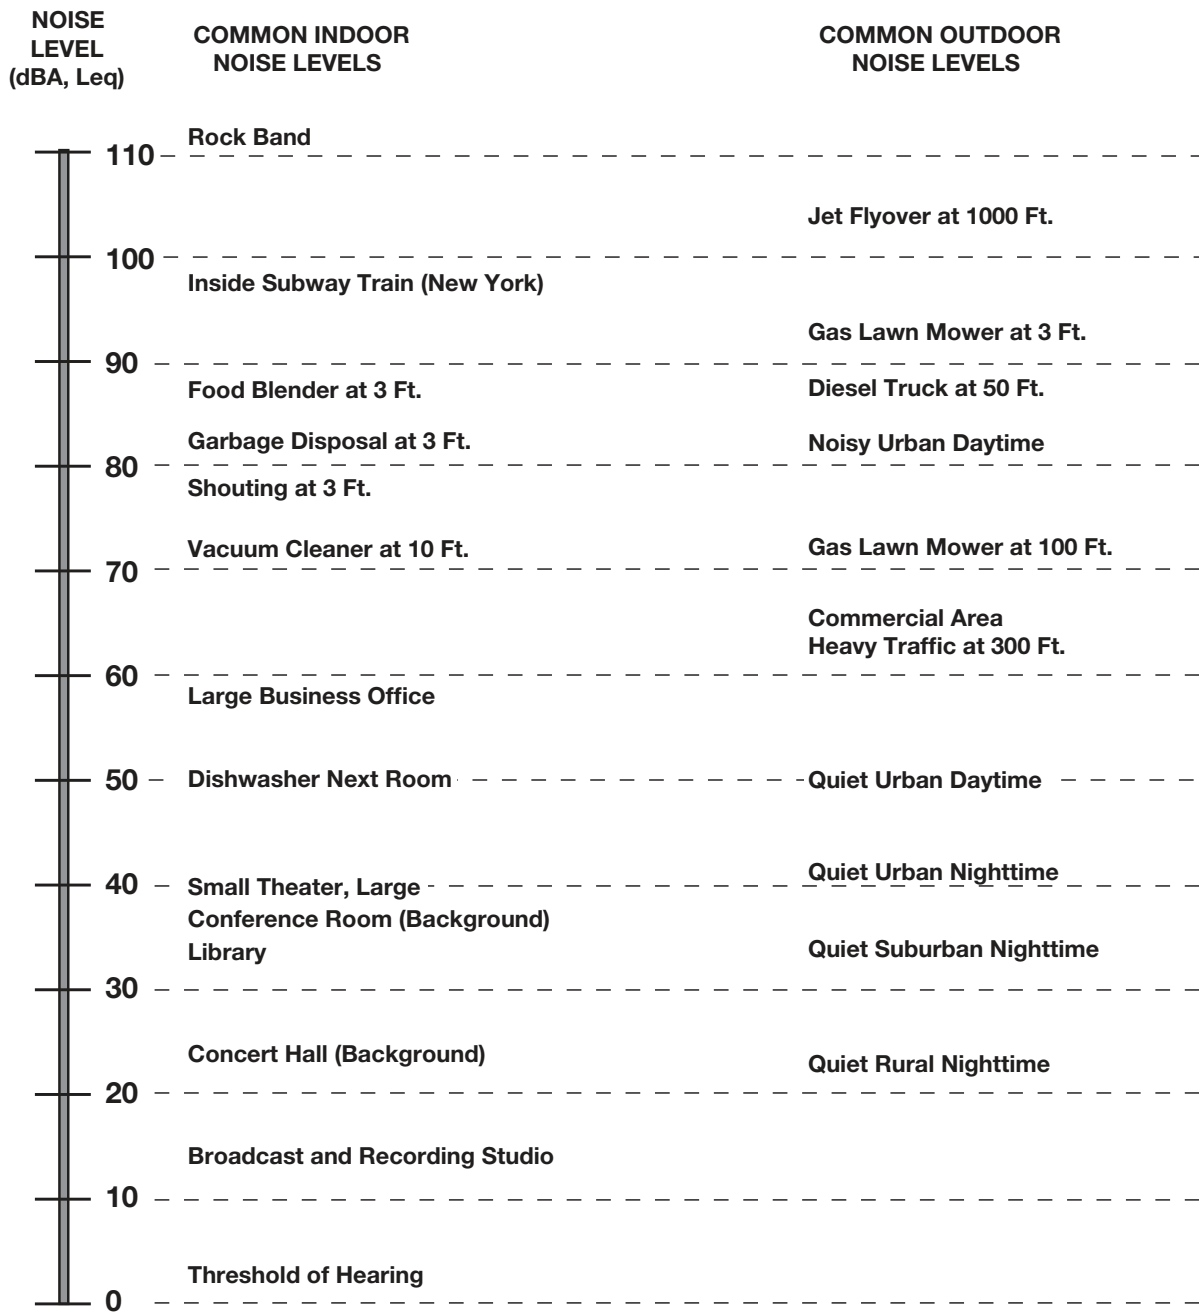 NOISE
LEVEL
(dBA, Leq)
COMMON INDOOR
NOISE LEVELS
COMMON OUTDOOR
NOISE LEVELS
Rock Band
110
Jet Flyover at 1000 Ft.
100
Inside Subway Train (New York)
Gas Lawn Mower at 3 Ft.
90
Food Blender at 3 Ft.
Diesel Truck at 50 Ft.
Garbage Disposal at 3 Ft.
Noisy Urban Daytime
80
Shouting at 3 Ft.
Vacuum Cleaner at 10 Ft.
Gas Lawn Mower at 100 Ft.
70
Commercial Area
Heavy Traffic at 300 Ft.
60
Large Business Office
50
Dishwasher Next Room
Quiet Urban Daytime
Quiet Urban Nighttime
40
Small Theater, Large
Conference Room (Background)
Library
Quiet Suburban Nighttime
30
Concert Hall (Background)
Quiet Rural Nighttime
20
Broadcast and Recording Studio
10
Threshold of Hearing
0